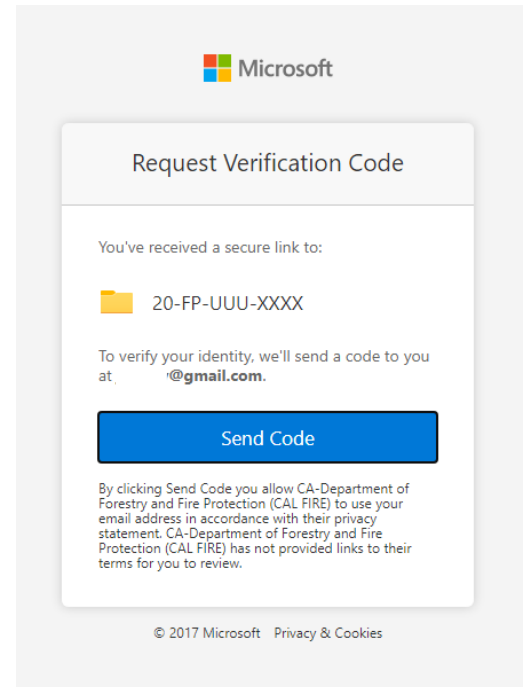 Microsoft
Request Verification Code
You've received a secure link to:
20-FP-UUU-XXXX
To verify your identity, we'll send a code to you
at @gmail.com.
Send Code
By clicking Send Code you allow CA-Department of
Forestry and Fire Protection (CAL FIRE) to use your
email address in accordance with their privacy
statement. CA-Department of Forestry and Fire
Protection (CAL FIRE) has not provided links to their
terms for you to review.
© 2017 Microsoft Privacy & Cookies